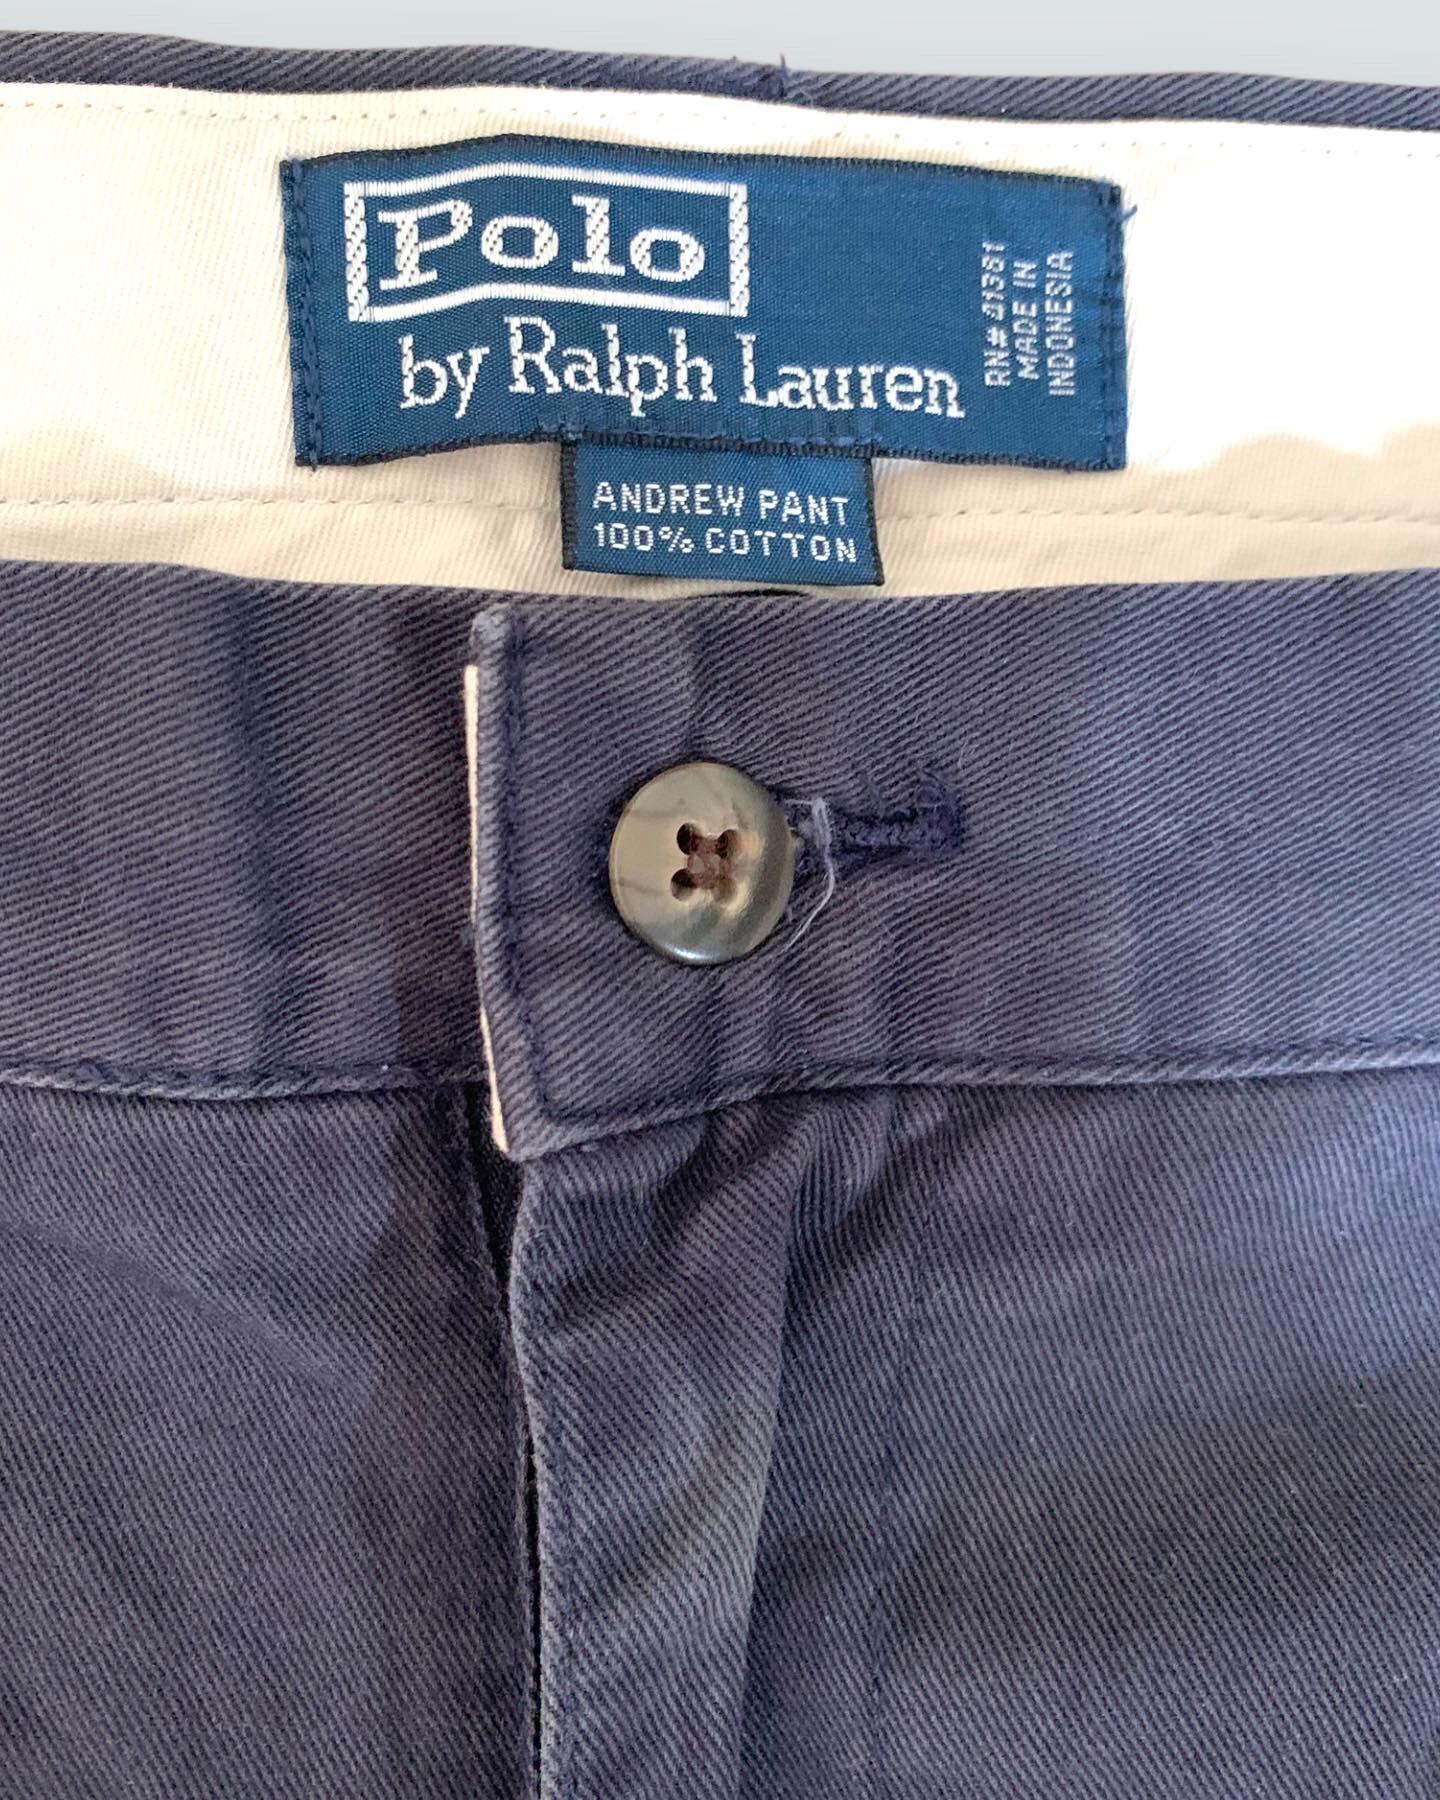 Polo
by Ralph Lauren
RN# 41381
MADE IN
INDONESIA
ANDREW PANT
100% COTTON